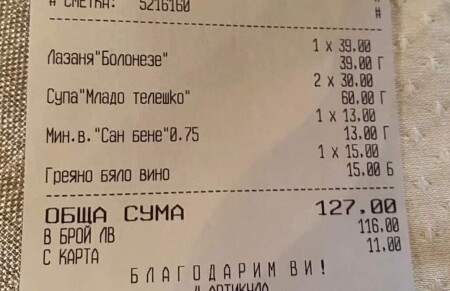 # СМЕТКА: 5216160 #
#
1 x 39.00
Лазаня"Болонезе" 39.00 Г
2 x 30.00
Супа"Младо телешко" 60.00 Г
1 x 13.00
Мин.в."Сан бене"0.75 13.00 Г
1 x 15.00
Греяно бяло вино 15.00 Б
ОБЩА СУМА 127.00
В БРОЙ ЛВ 116.00
С КАРТА 11.00
БЛАГОДАРИМ ВИ!
4 АРТИКУЛА